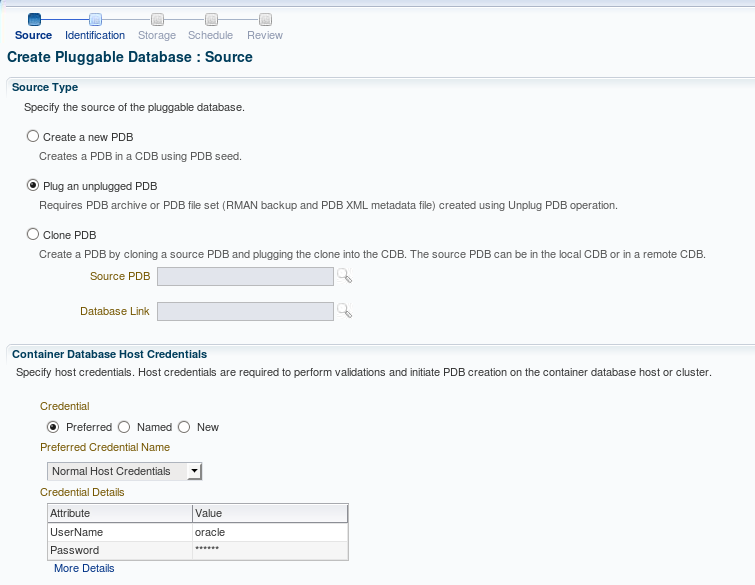 Source Identification Storage Schedule Review
Create Pluggable Database : Source
Source Type
Specify the source of the pluggable database.
Create a new PDB
Creates a PDB in a CDB using PDB seed.
Plug an unplugged PDB
Requires PDB archive or PDB file set (RMAN backup and PDB XML metadata file) created using Unplug PDB operation.
Clone PDB
Create a PDB by cloning a source PDB and plugging the clone into the CDB. The source PDB can be in the local CDB or in a remote CDB.
Source PDB
Database Link
Container Database Host Credentials
Specify host credentials. Host credentials are required to perform validations and initiate PDB creation on the container database host or cluster.
Credential
Preferred Named New
Preferred Credential Name
Normal Host Credentials
Credential Details
Attribute Value
UserName oracle
Password ******
More Details